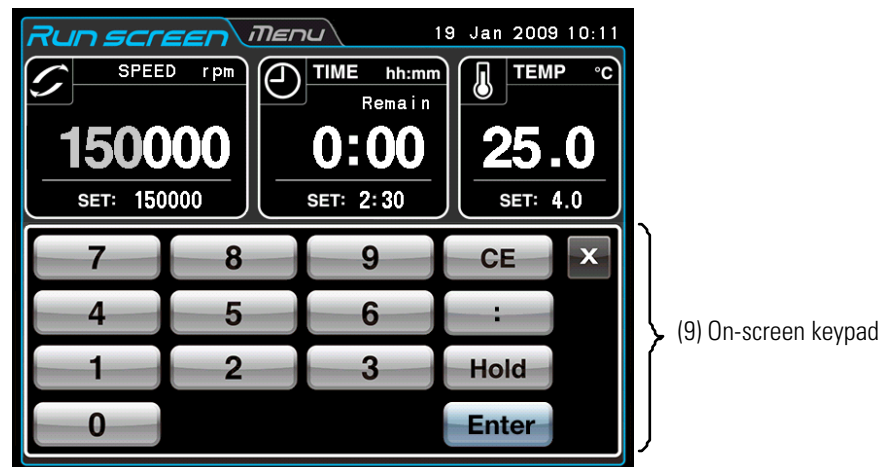 Run screen Menu 19 Jan 2009 10:11
SPEED rpm TIME hh:mm TEMP °C
Remain
150000 0:00 25.0
SET: 150000 SET: 2:30 SET: 4.0
7 8 9 CE X
4 5 6 :
1 2 3 Hold
0 Enter
(9) On-screen keypad